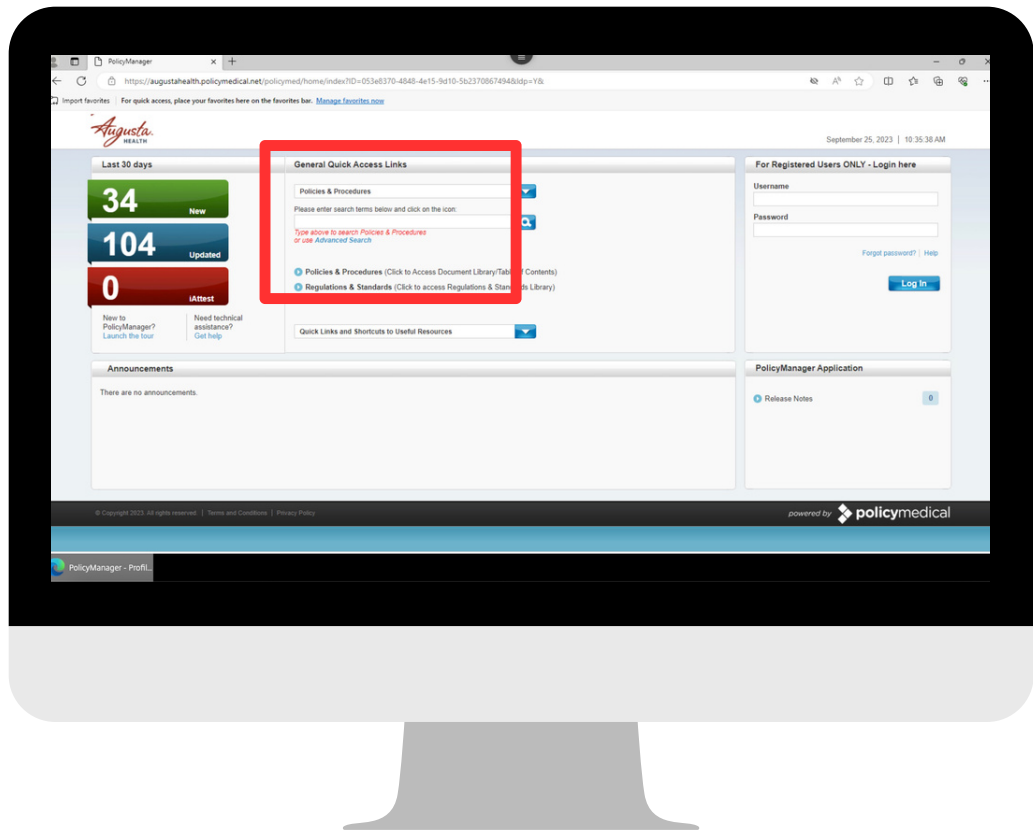 PolicyManager
https://augustahealth.policymedical.net/policymed/home/index?ID=053e8370-4848-4e15-9d10-5b2370867494&ldp=Y&
Import favorites | For quick access, place your favorites here on the favorites bar. Manage favorites now
Augusta
HEALTH
September 25, 2023 | 10:35:38 AM
Last 30 days
34 New
104 Updated
0 iAttest
New to PolicyManager?
Launch the tour
Need technical assistance?
Get help
General Quick Access Links
Policies & Procedures
Please enter search terms below and click on the icon:
Type above to search Policies & Procedures
or use Advanced Search
Policies & Procedures (Click to Access Document Library/Table of Contents)
Regulations & Standards (Click to access Regulations & Standards Library)
Quick Links and Shortcuts to Useful Resources
For Registered Users ONLY - Login here
Username
Password
Forgot password? | Help
Log In
Announcements
There are no announcements.
PolicyManager Application
Release Notes 0
© Copyright 2023. All rights reserved. | Terms and Conditions | Privacy Policy
powered by policymedical
PolicyManager - Profil...